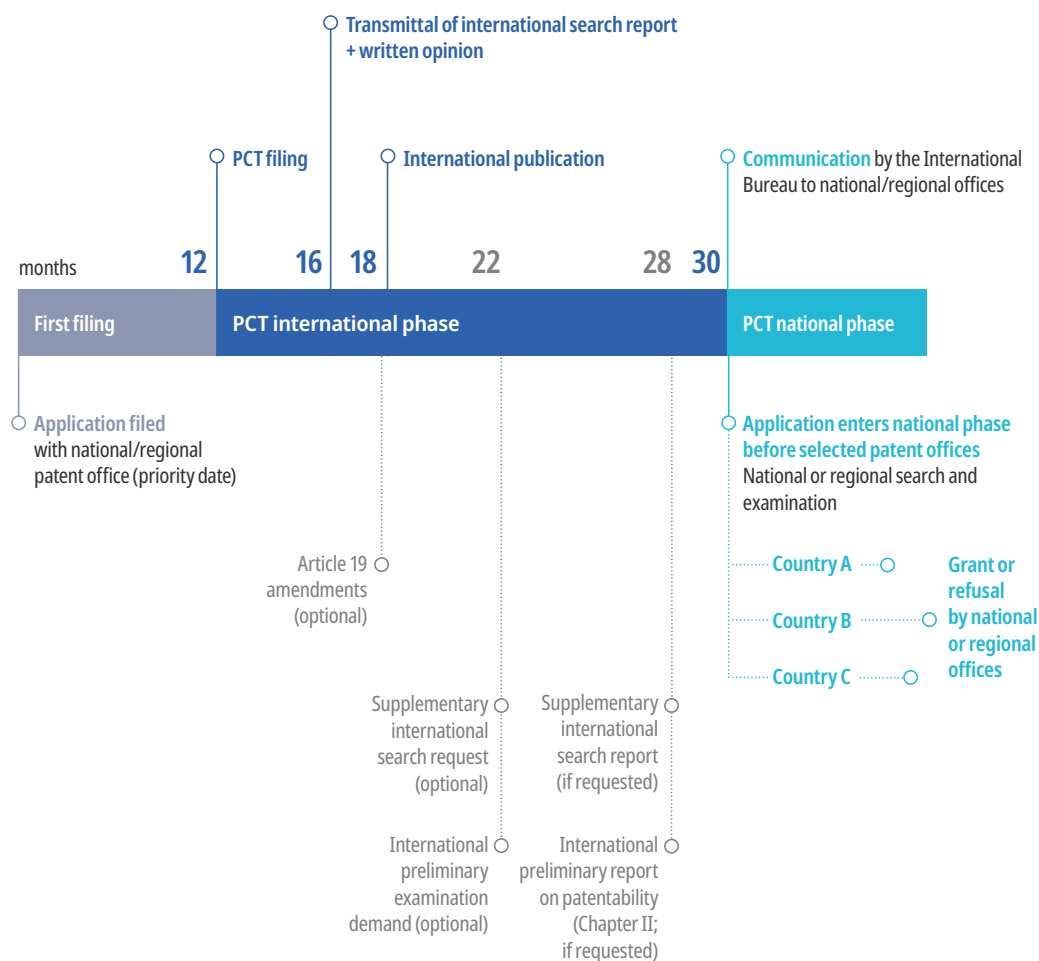 Transmittal of international search report
+ written opinion
PCT filing
International publication
Communication by the International
Bureau to national/regional offices
months
12
16
18
22
28
30
First filing
PCT international phase
PCT national phase
Application filed
with national/regional
patent office (priority date)
Application enters national phase
before selected patent offices
National or regional search and
examination
Article 19
amendments
(optional)
Country A
Country B
Country C
Grant or
refusal
by national
or regional
offices
Supplementary
international
search request
(optional)
Supplementary
international
search report
(if requested)
International
preliminary
examination
demand (optional)
International
preliminary report
on patentability
(Chapter II;
if requested)